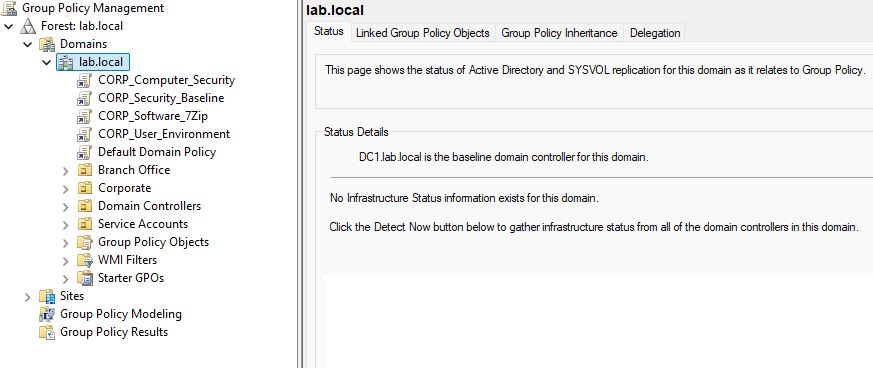 Group Policy Management
Forest: lab.local
Domains
lab.local
CORP_Computer_Security
CORP_Security_Baseline
CORP_Software_7Zip
CORP_User_Environment
Default Domain Policy
Branch Office
Corporate
Domain Controllers
Service Accounts
Group Policy Objects
WMI Filters
Starter GPOs
Sites
Group Policy Modeling
Group Policy Results
lab.local
Status Linked Group Policy Objects Group Policy Inheritance Delegation
This page shows the status of Active Directory and SYSVOL replication for this domain as it relates to Group Policy.
Status Details
DC1.lab.local is the baseline domain controller for this domain.
No Infrastructure Status information exists for this domain.
Click the Detect Now button below to gather infrastructure status from all of the domain controllers in this domain.